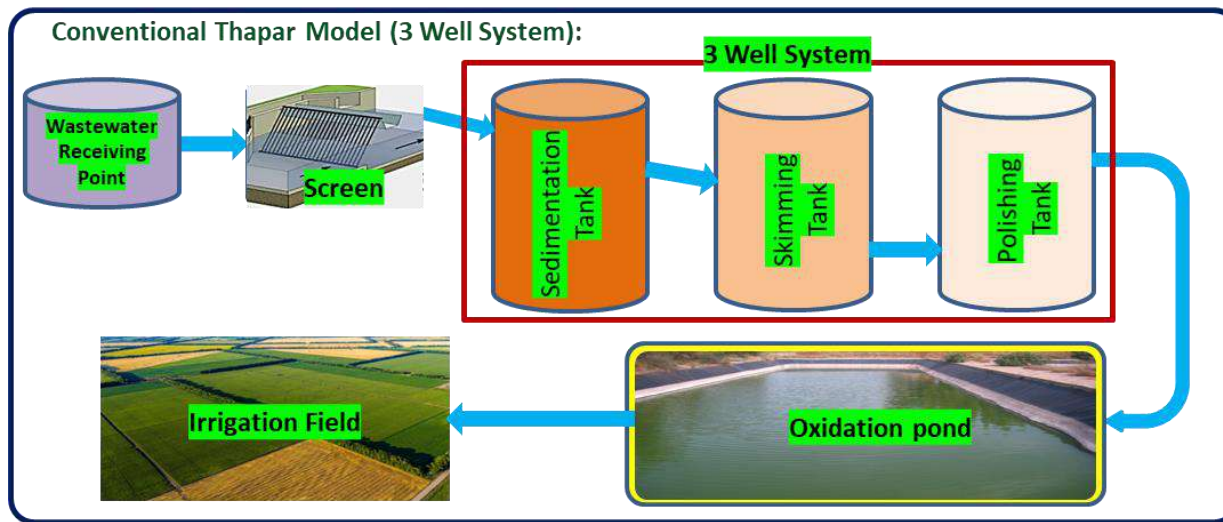 Conventional Thapar Model (3 Well System):
3 Well System
Wastewater
Receiving
Point
Screen
Sedimentation
Tank
Skimming
Tank
Polishing
Tank
Irrigation Field
Oxidation pond